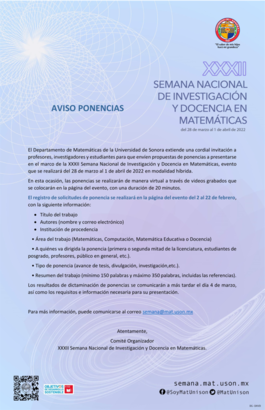 XXXII
SEMANA NACIONAL
DE INVESTIGACIÓN
Y DOCENCIA EN
MATEMÁTICAS
del 28 de marzo al 1 de abril de 2022
AVISO PONENCIAS
El Departamento de Matemáticas de la Universidad de Sonora extiende una cordial invitación a
profesores, investigadores y estudiantes para que envíen propuestas de ponencias a presentarse
en el marco de la XXXII Semana Nacional de Investigación y Docencia en Matemáticas, evento
que se realizará del 28 de marzo al 1 de abril de 2022 en modalidad híbrida.
En esta ocasión, las ponencias se realizarán de manera virtual a través de videos grabados que
se colocarán en la página del evento, con una duración de 20 minutos.
El registro de solicitudes de ponencia se realizará en la página del evento del 2 al 22 de febrero,
con la siguiente información:
• Título del trabajo
• Autores (nombre y correo electrónico)
• Institución de procedencia
• Área del trabajo (Matemáticas, Computación, Matemática Educativa o Docencia)
• A quiénes va dirigida la ponencia (primera o segunda mitad de la licenciatura, estudiantes de
posgrado, profesores, público en general, etc.).
• Tipo de ponencia (avance de tesis, divulgación, investigación,etc.).
• Resumen del trabajo (mínimo 150 palabras y máximo 350 palabras, incluidas las referencias).
Los resultados de dictaminación de ponencias se comunicarán a más tardar el día 4 de marzo,
así como los requisitos e información necesaria para su presentación.
Para más información, puede comunicarse al correo semana@mat.uson.mx.
Atentamente,
Comité Organizador
XXXII Semana Nacional de Investigación y Docencia en Matemáticas.
semana.mat.uson.mx
@SoyMatUnison @MatUnison